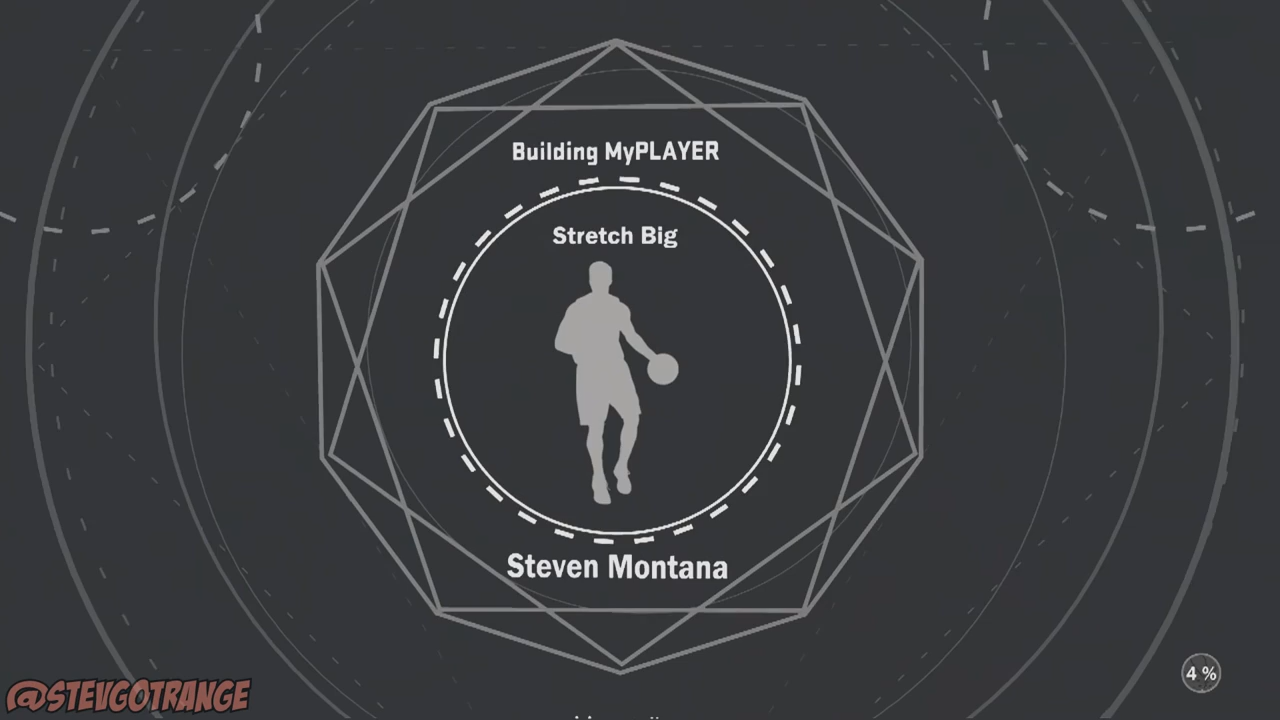 Building MyPLAYER
Stretch Big
Steven Montana
4 %
@STEVGOTRANGE